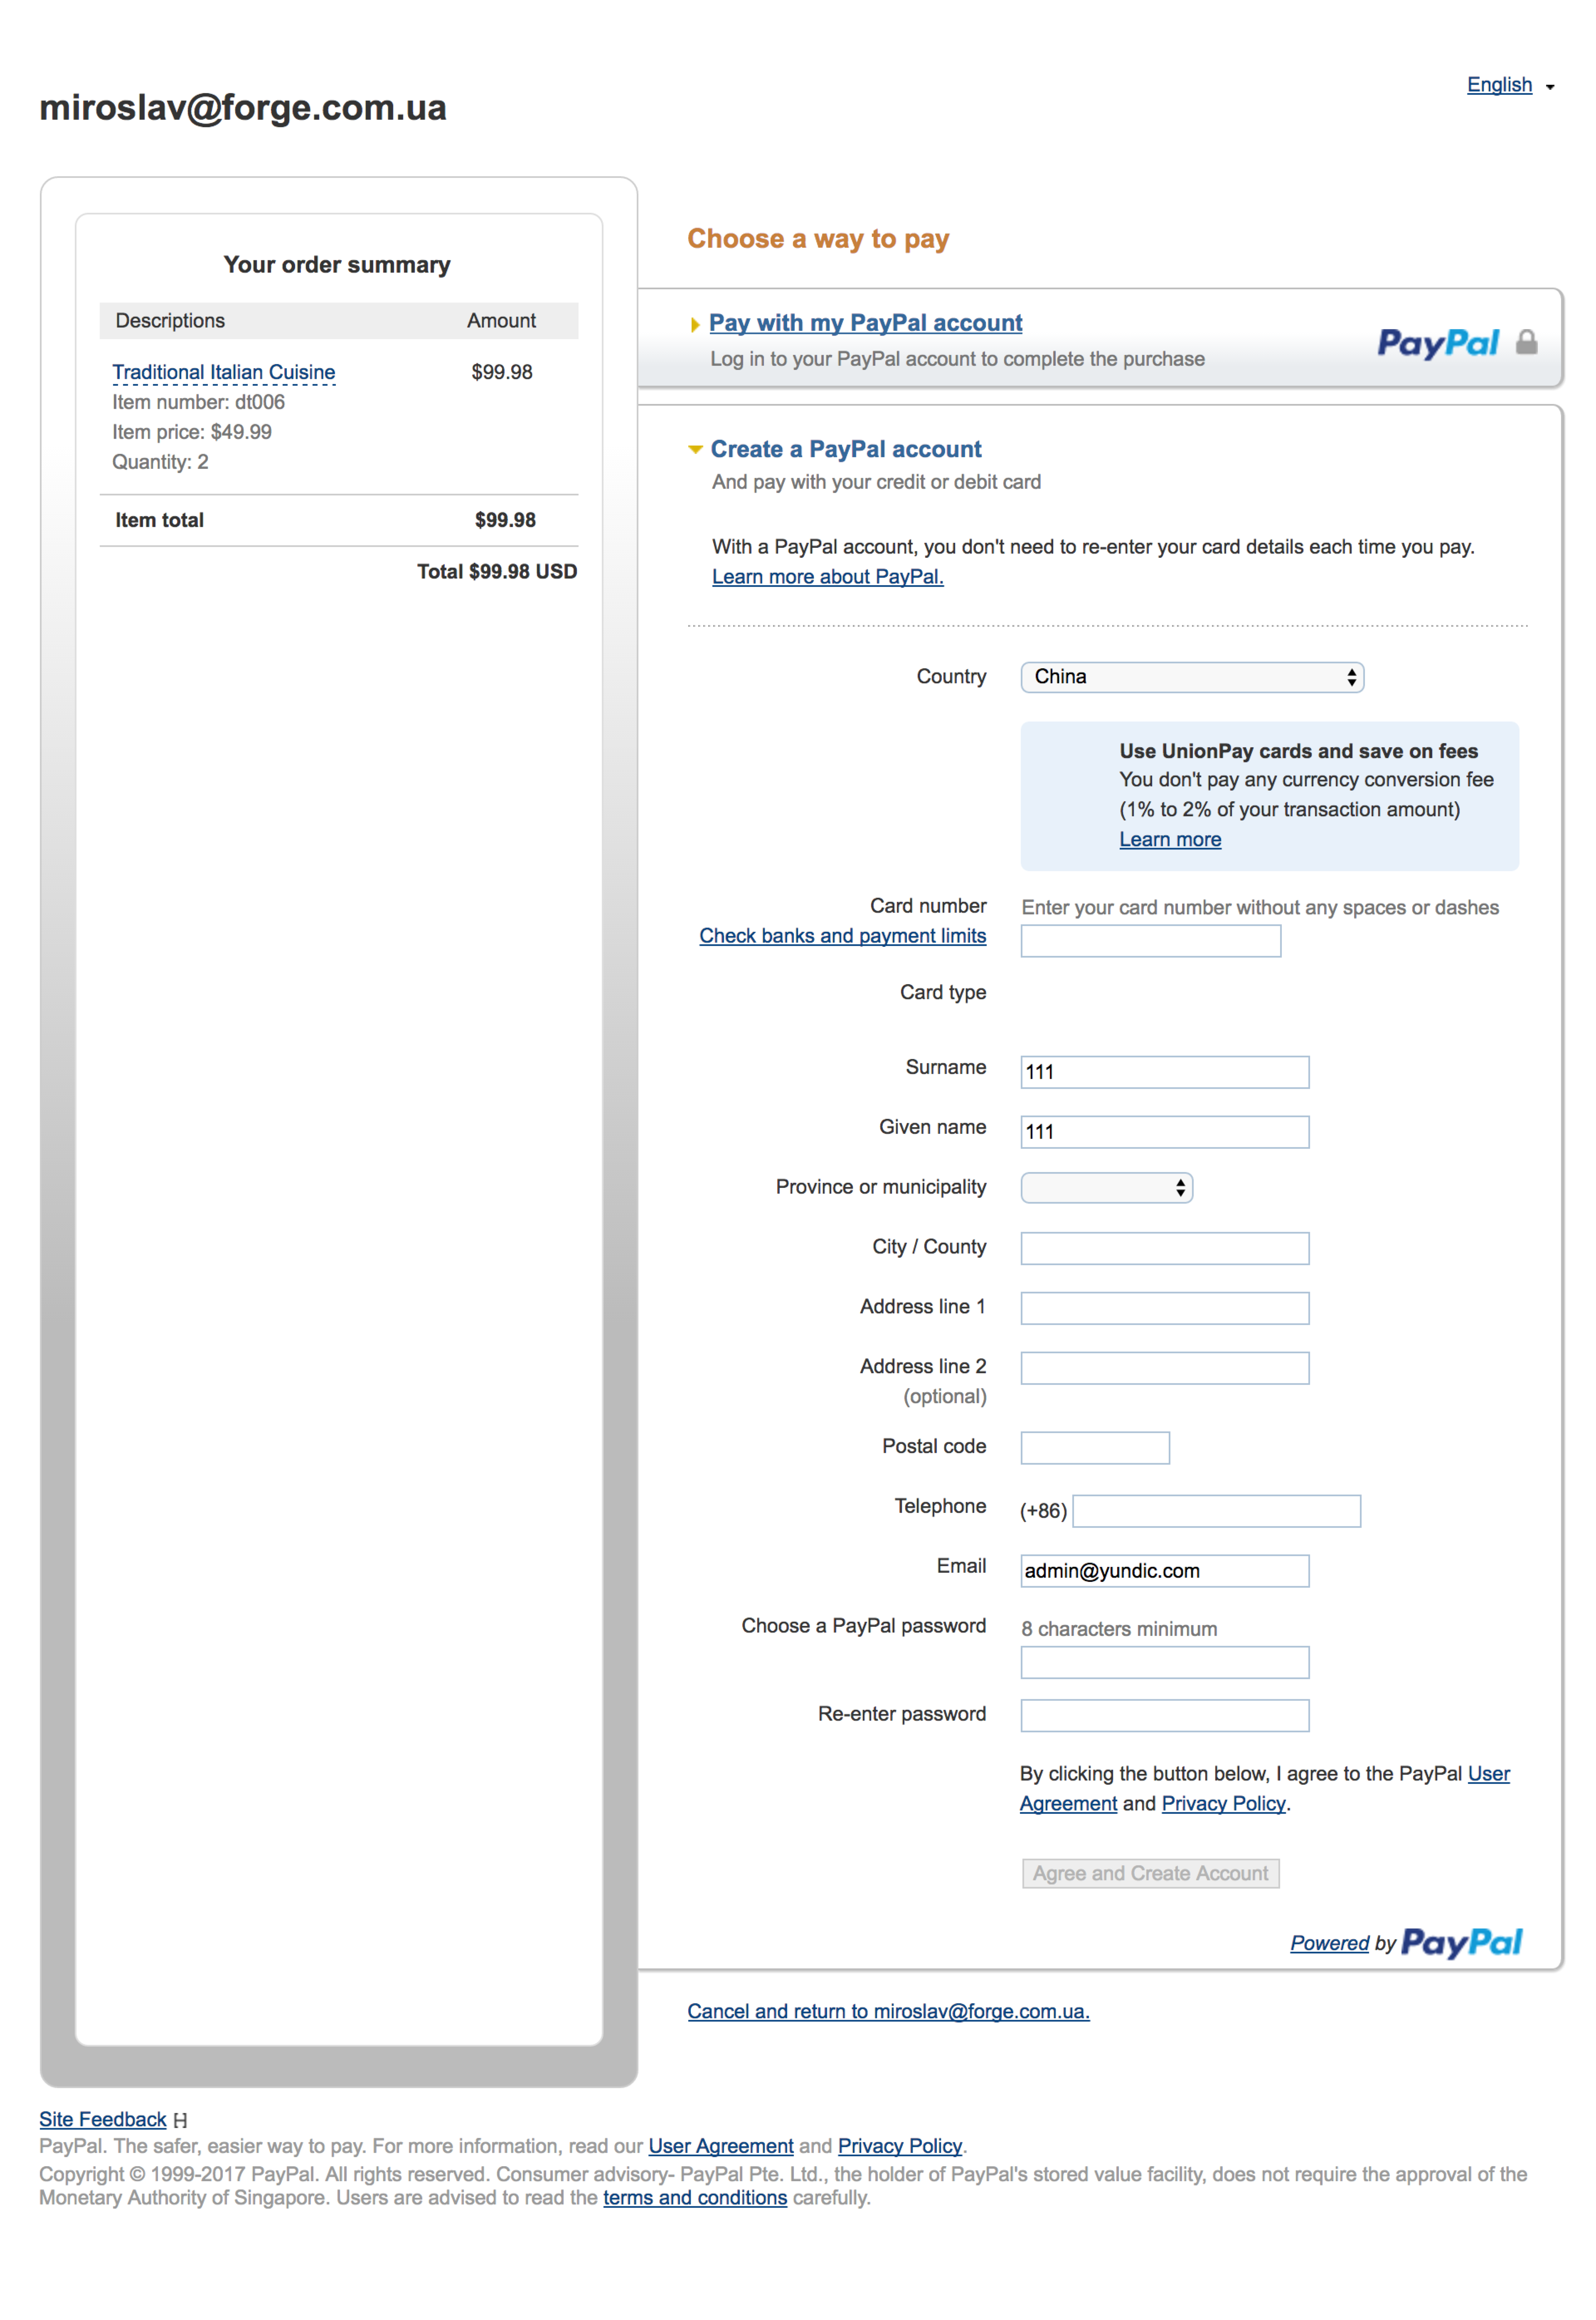 English
miroslav@forge.com.ua
Your order summary
Descriptions Amount
Traditional Italian Cuisine $99.98
Item number: dt006
Item price: $49.99
Quantity: 2
Item total $99.98
Total $99.98 USD
Choose a way to pay
Pay with my PayPal account
Log in to your PayPal account to complete the purchase
PayPal
Create a PayPal account
And pay with your credit or debit card
With a PayPal account, you don't need to re-enter your card details each time you pay.
Learn more about PayPal.
Country China
Use UnionPay cards and save on fees
You don't pay any currency conversion fee
(1% to 2% of your transaction amount)
Learn more
Card number Enter your card number without any spaces or dashes
Check banks and payment limits
Card type
Surname 111
Given name 111
Province or municipality
City / County
Address line 1
Address line 2
(optional)
Postal code
Telephone (+86)
Email admin@yundic.com
Choose a PayPal password 8 characters minimum
Re-enter password
By clicking the button below, I agree to the PayPal User
Agreement and Privacy Policy.
Agree and Create Account
Powered by PayPal
Cancel and return to miroslav@forge.com.ua.
Site Feedback
PayPal. The safer, easier way to pay. For more information, read our User Agreement and Privacy Policy.
Copyright © 1999-2017 PayPal. All rights reserved. Consumer advisory- PayPal Pte. Ltd., the holder of PayPal's stored value facility, does not require the approval of the
Monetary Authority of Singapore. Users are advised to read the terms and conditions carefully.